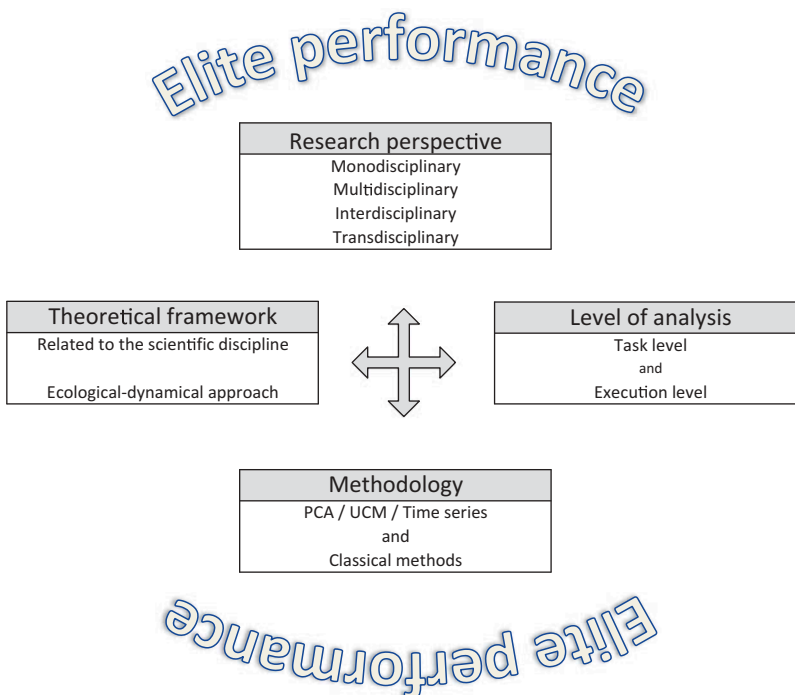 Elite performance
Research perspective
Monodisciplinary
Multidisciplinary
Interdisciplinary
Transdisciplinary
Theoretical framework
Related to the scientific discipline
Ecological-dynamical approach
Level of analysis
Task level
and
Execution level
Methodology
PCA / UCM / Time series
and
Classical methods
Elite performance